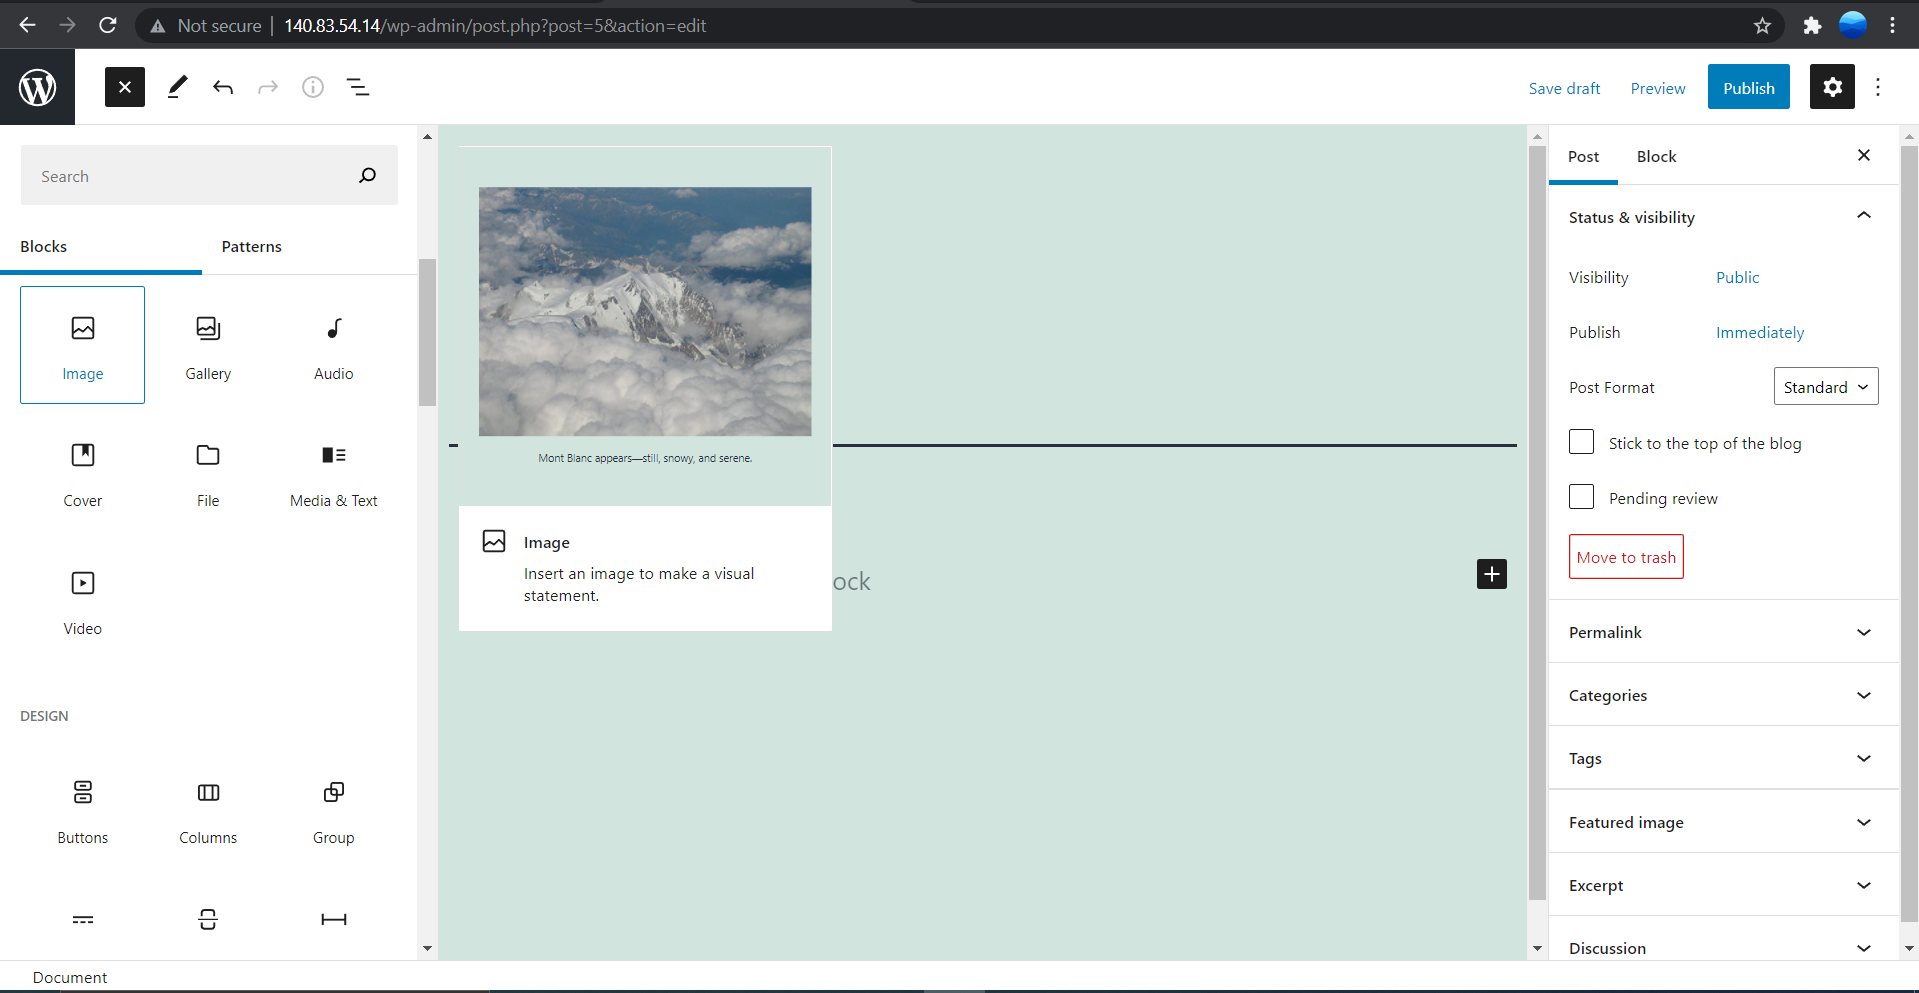 Not secure | 140.83.54.14/wp-admin/post.php?post=5&action=edit
Save draft
Preview
Publish
Search
Blocks
Patterns
Image
Gallery
Audio
Cover
File
Media & Text
Video
DESIGN
Buttons
Columns
Group
Mont Blanc appears—still, snowy, and serene.
Image
Insert an image to make a visual
statement.
ock
Post
Block
Status & visibility
Visibility
Public
Publish
Immediately
Post Format
Standard
Stick to the top of the blog
Pending review
Move to trash
Permalink
Categories
Tags
Featured image
Excerpt
Discussion
Document